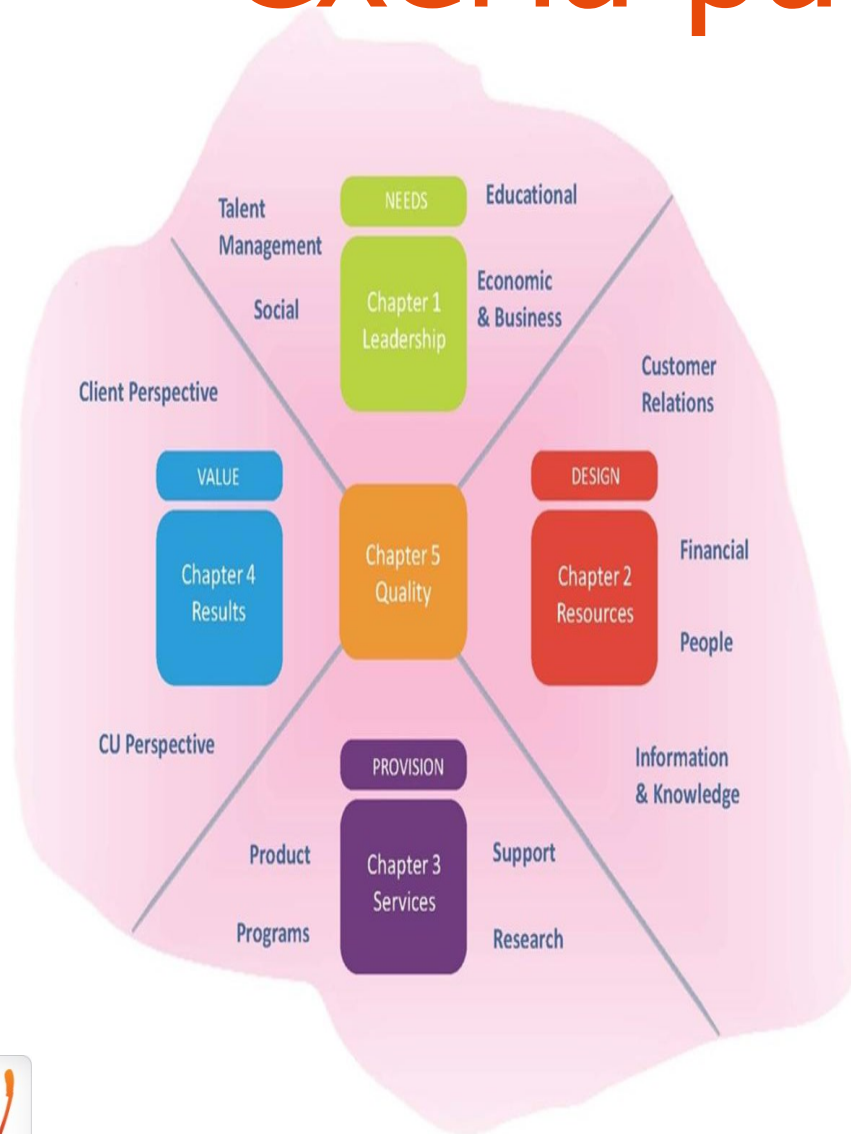 NEEDS
Talent
Management
Social
Educational
Economic
& Business
Chapter 1
Leadership
Client Perspective
VALUE
Chapter 4
Results
CU Perspective
Chapter 5
Quality
Customer
Relations
DESIGN
Chapter 2
Resources
Financial
People
Information
& Knowledge
PROVISION
Product
Programs
Chapter 3
Services
Support
Research